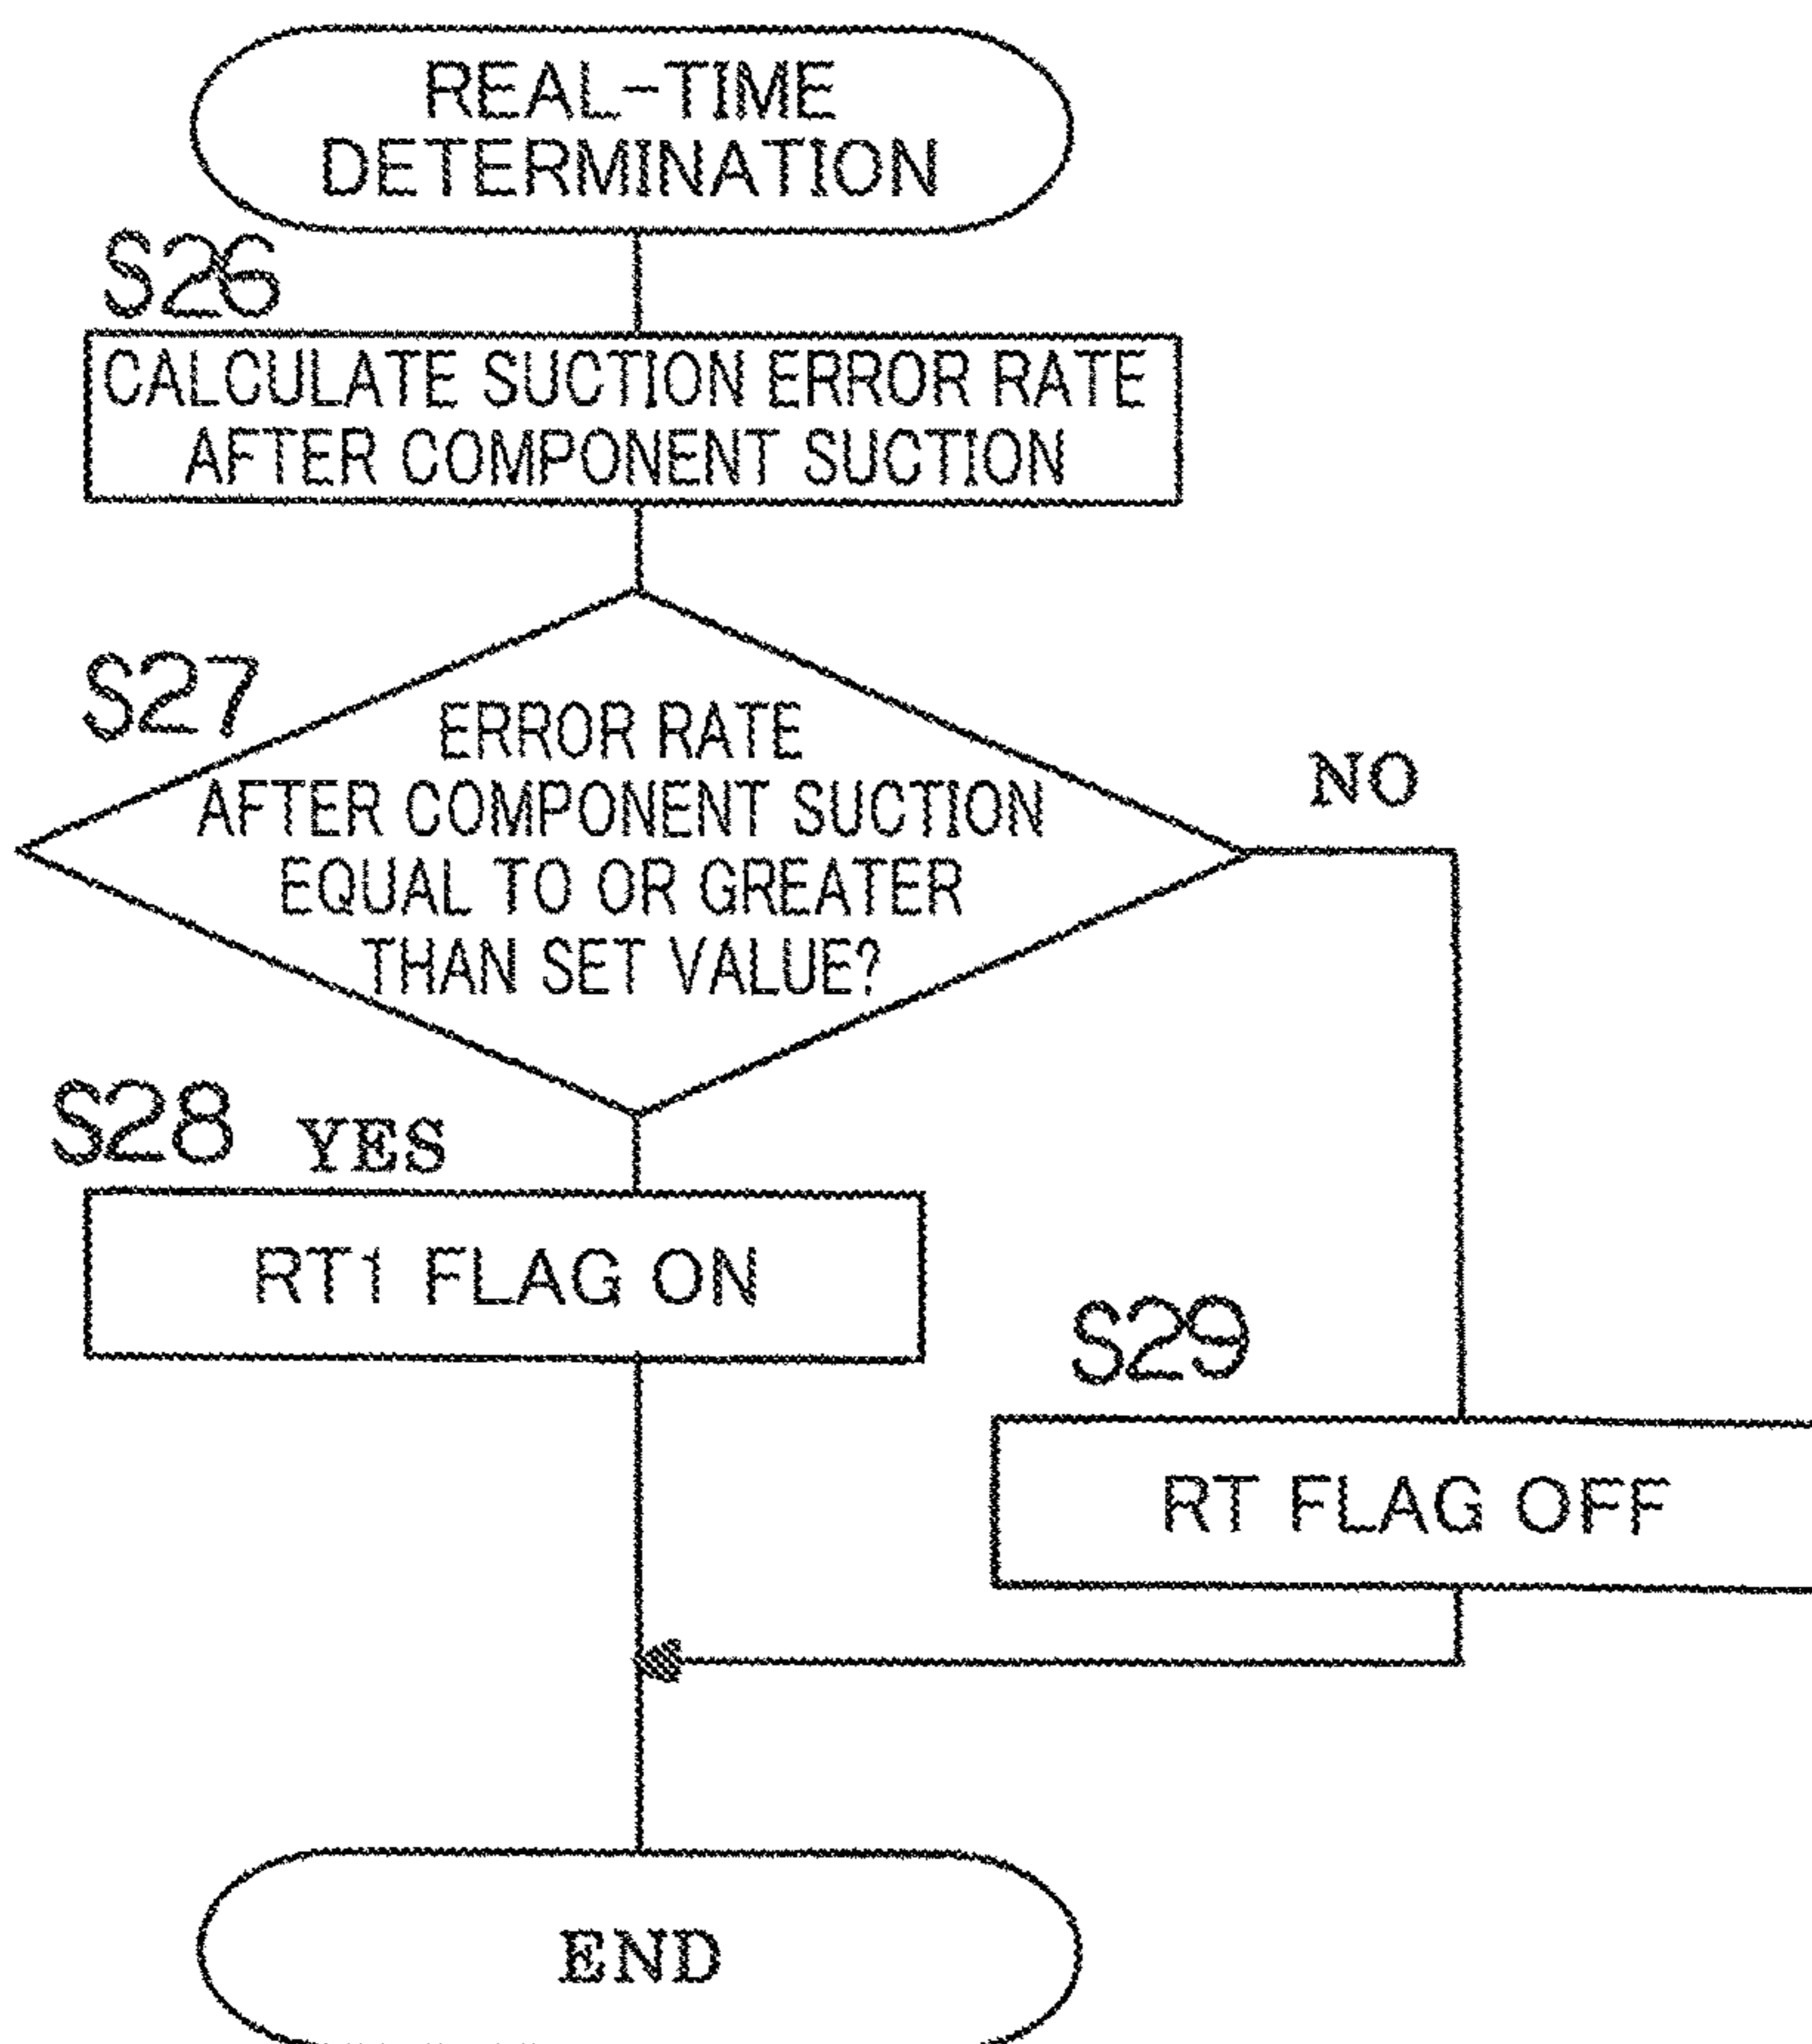 REAL-TIME
DETERMINATION
S26
CALCULATE SUCTION ERROR RATE
AFTER COMPONENT SUCTION
S27
ERROR RATE
AFTER COMPONENT SUCTION
EQUAL TO OR GREATER
THAN SET VALUE?
NO
S28
YES
RT1 FLAG ON
S29
RT FLAG OFF
END